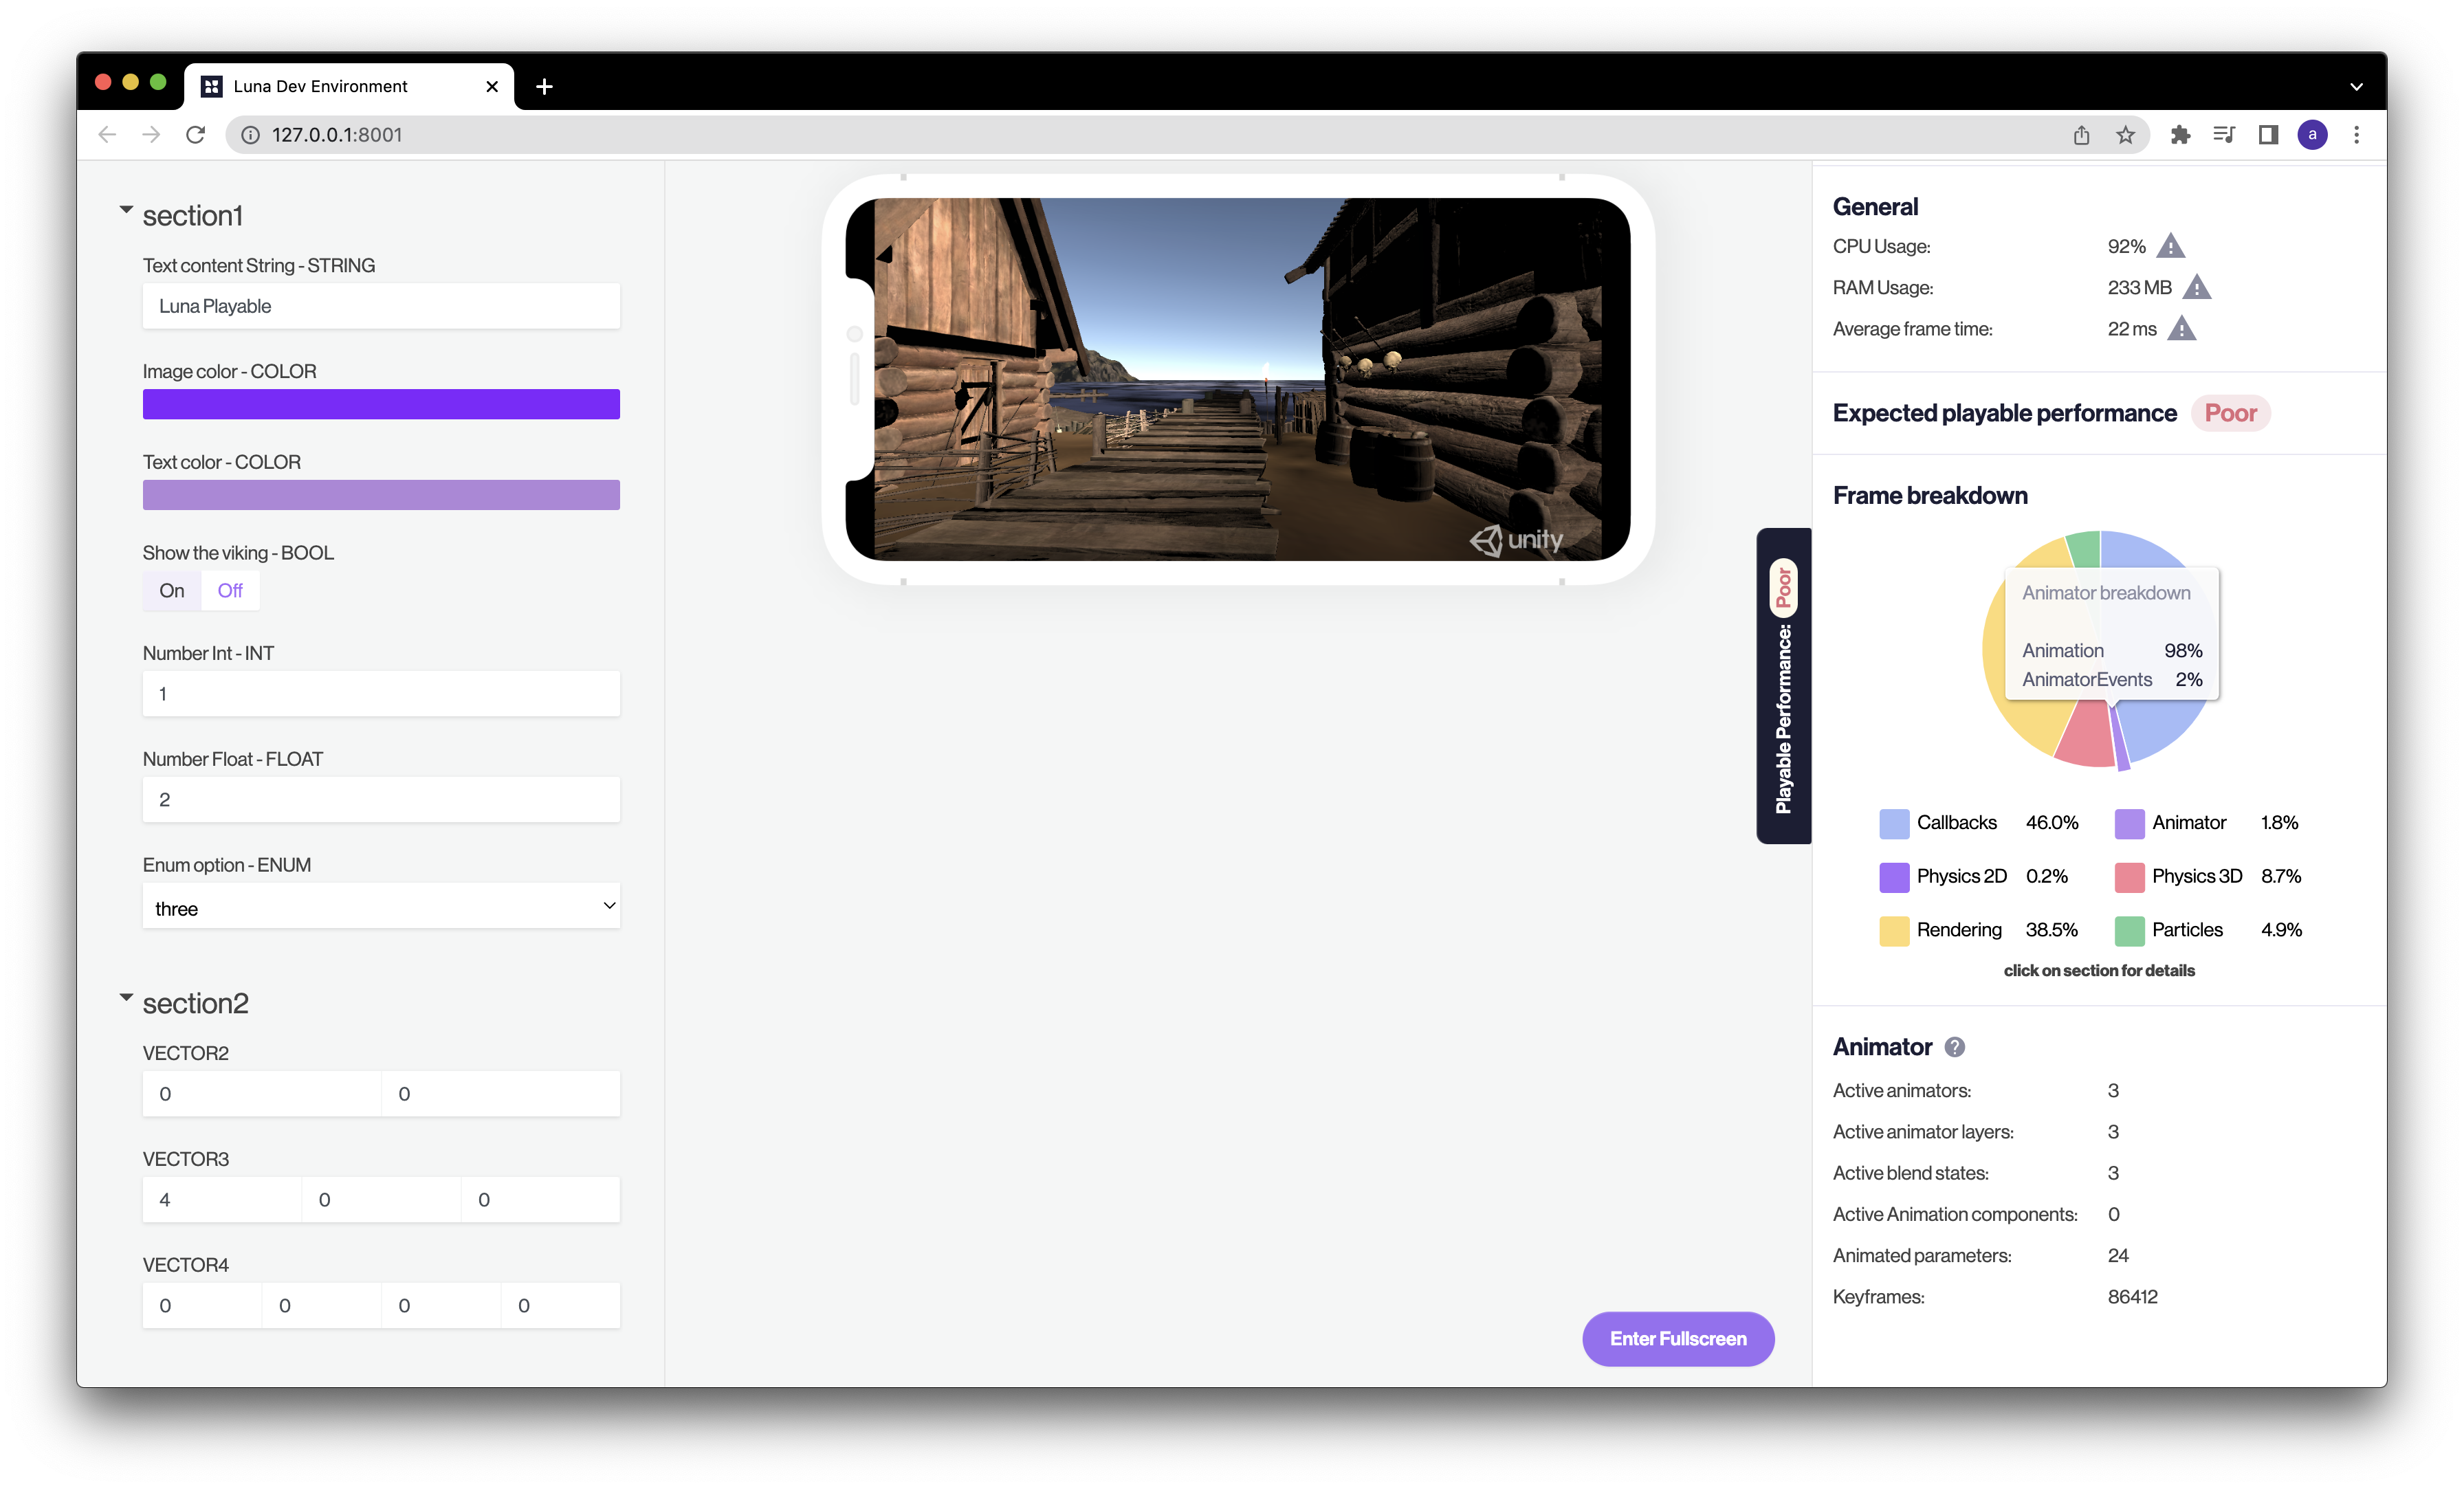 Luna Dev Environment
127.0.0.1:8001
a
section1
Text content String - STRING
Luna Playable
Image color - COLOR
Text color - COLOR
Show the viking - BOOL
On Off
Number Int - INT
1
Number Float - FLOAT
2
Enum option - ENUM
three
section2
VECTOR2
0 0
VECTOR3
4 0 0
VECTOR4
0 0 0 0
unity
Playable Performance: Poor
Enter Fullscreen
General
CPU Usage: 92%
RAM Usage: 233 MB
Average frame time: 22 ms
Expected playable performance Poor
Frame breakdown
Animator breakdown
Animation 98%
AnimatorEvents 2%
Callbacks 46.0% Animator 1.8%
Physics 2D 0.2% Physics 3D 8.7%
Rendering 38.5% Particles 4.9%
click on section for details
Animator ?
Active animators: 3
Active animator layers: 3
Active blend states: 3
Active Animation components: 0
Animated parameters: 24
Keyframes: 86412